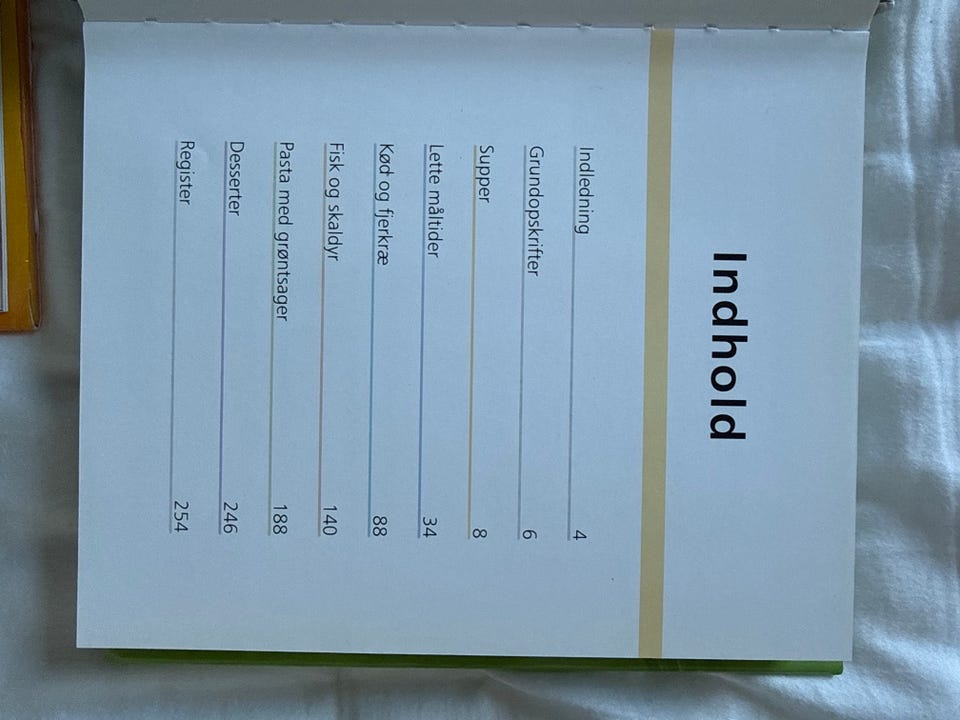 Indhold
Indledning 4
Grundopskrifter 6
Supper 8
Lette måltider 34
Kød og fjerkræ 88
Fisk og skaldyr 140
Pasta med grøntsager 188
Desserter 246
Register 254